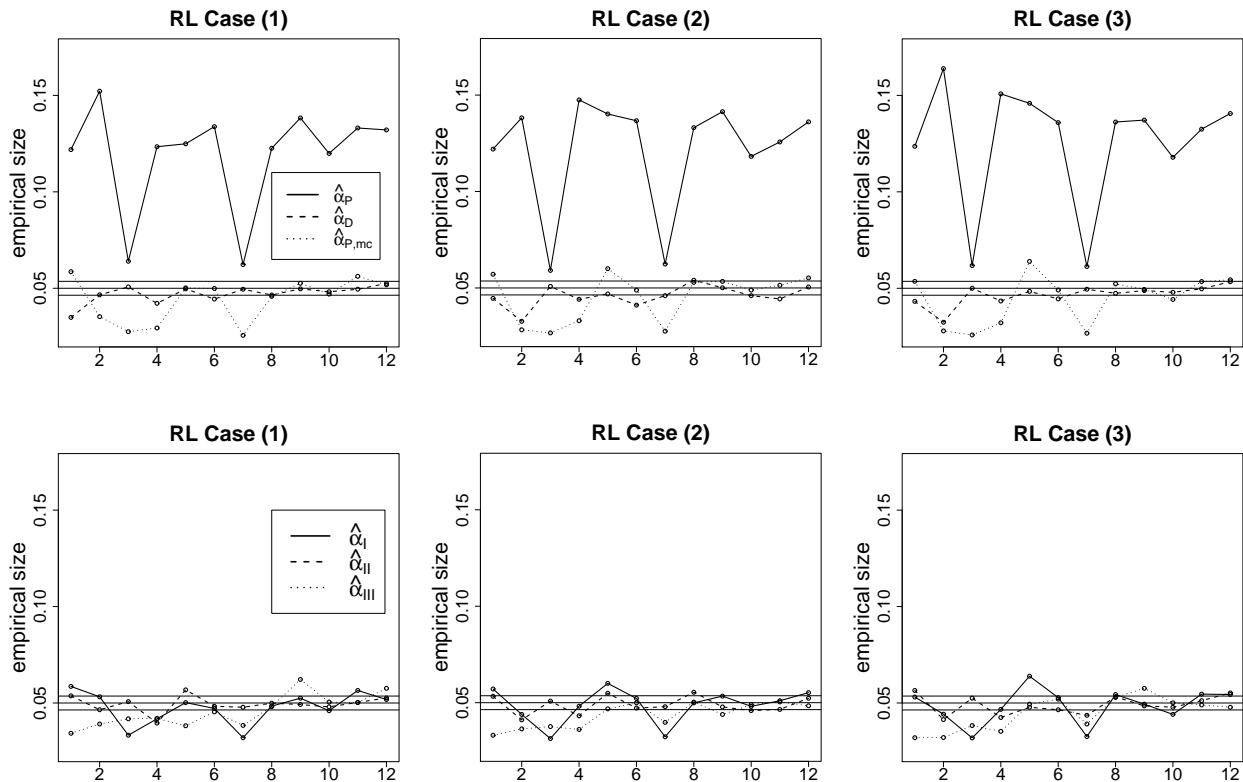 RL Case (1)
RL Case (2)
RL Case (3)
empirical size
0.05 0.10 0.15
α̂P
α̂D
α̂P,mc
2 4 6 8 10 12
empirical size
0.05 0.10 0.15
2 4 6 8 10 12
empirical size
0.05 0.10 0.15
2 4 6 8 10 12
RL Case (1)
RL Case (2)
RL Case (3)
empirical size
0.05 0.10 0.15
α̂I
α̂II
α̂III
2 4 6 8 10 12
empirical size
0.05 0.10 0.15
2 4 6 8 10 12
empirical size
0.05 0.10 0.15
2 4 6 8 10 12